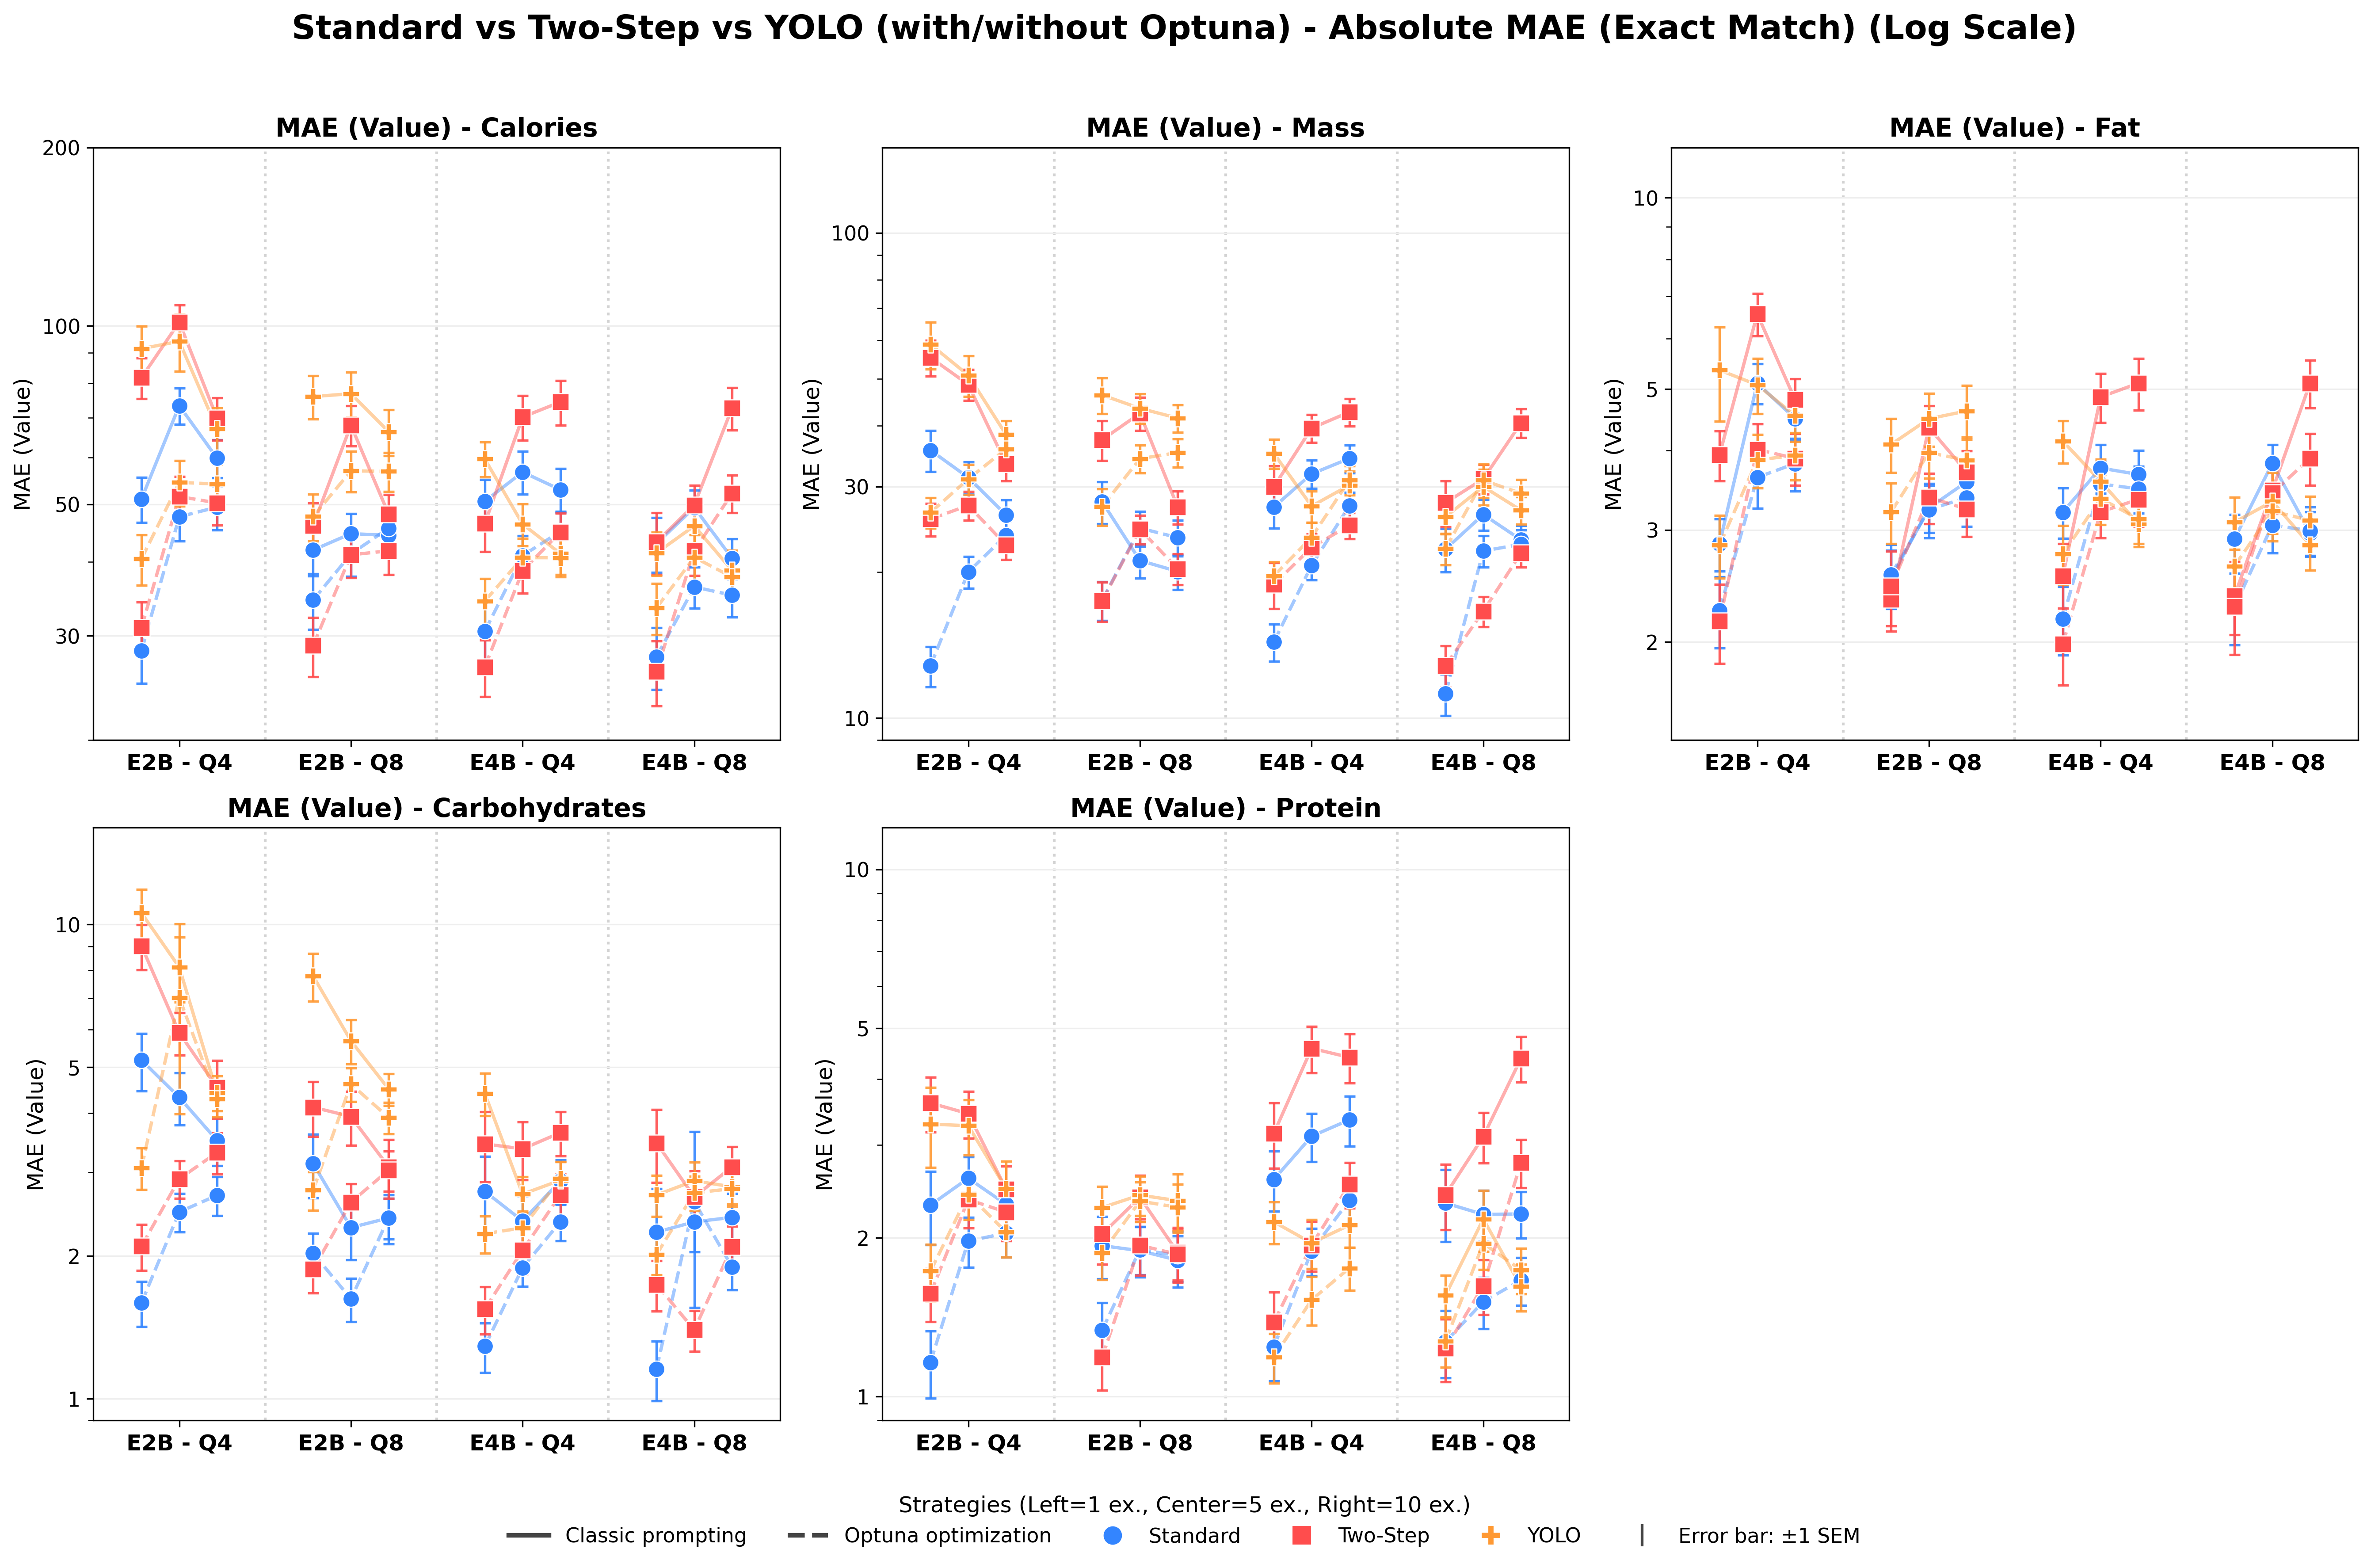 Standard vs Two-Step vs YOLO (with/without Optuna) - Absolute MAE (Exact Match) (Log Scale)
MAE (Value) - Calories
MAE (Value)
200
100
50
30
E2B - Q4
E2B - Q8
E4B - Q4
E4B - Q8
MAE (Value) - Mass
MAE (Value)
100
30
10
E2B - Q4
E2B - Q8
E4B - Q4
E4B - Q8
MAE (Value) - Fat
MAE (Value)
10
5
3
2
E2B - Q4
E2B - Q8
E4B - Q4
E4B - Q8
MAE (Value) - Carbohydrates
MAE (Value)
10
5
2
1
E2B - Q4
E2B - Q8
E4B - Q4
E4B - Q8
MAE (Value) - Protein
MAE (Value)
10
5
2
1
E2B - Q4
E2B - Q8
E4B - Q4
E4B - Q8
Strategies (Left=1 ex., Center=5 ex., Right=10 ex.)
Classic prompting
Optuna optimization
Standard
Two-Step
YOLO
Error bar: ±1 SEM